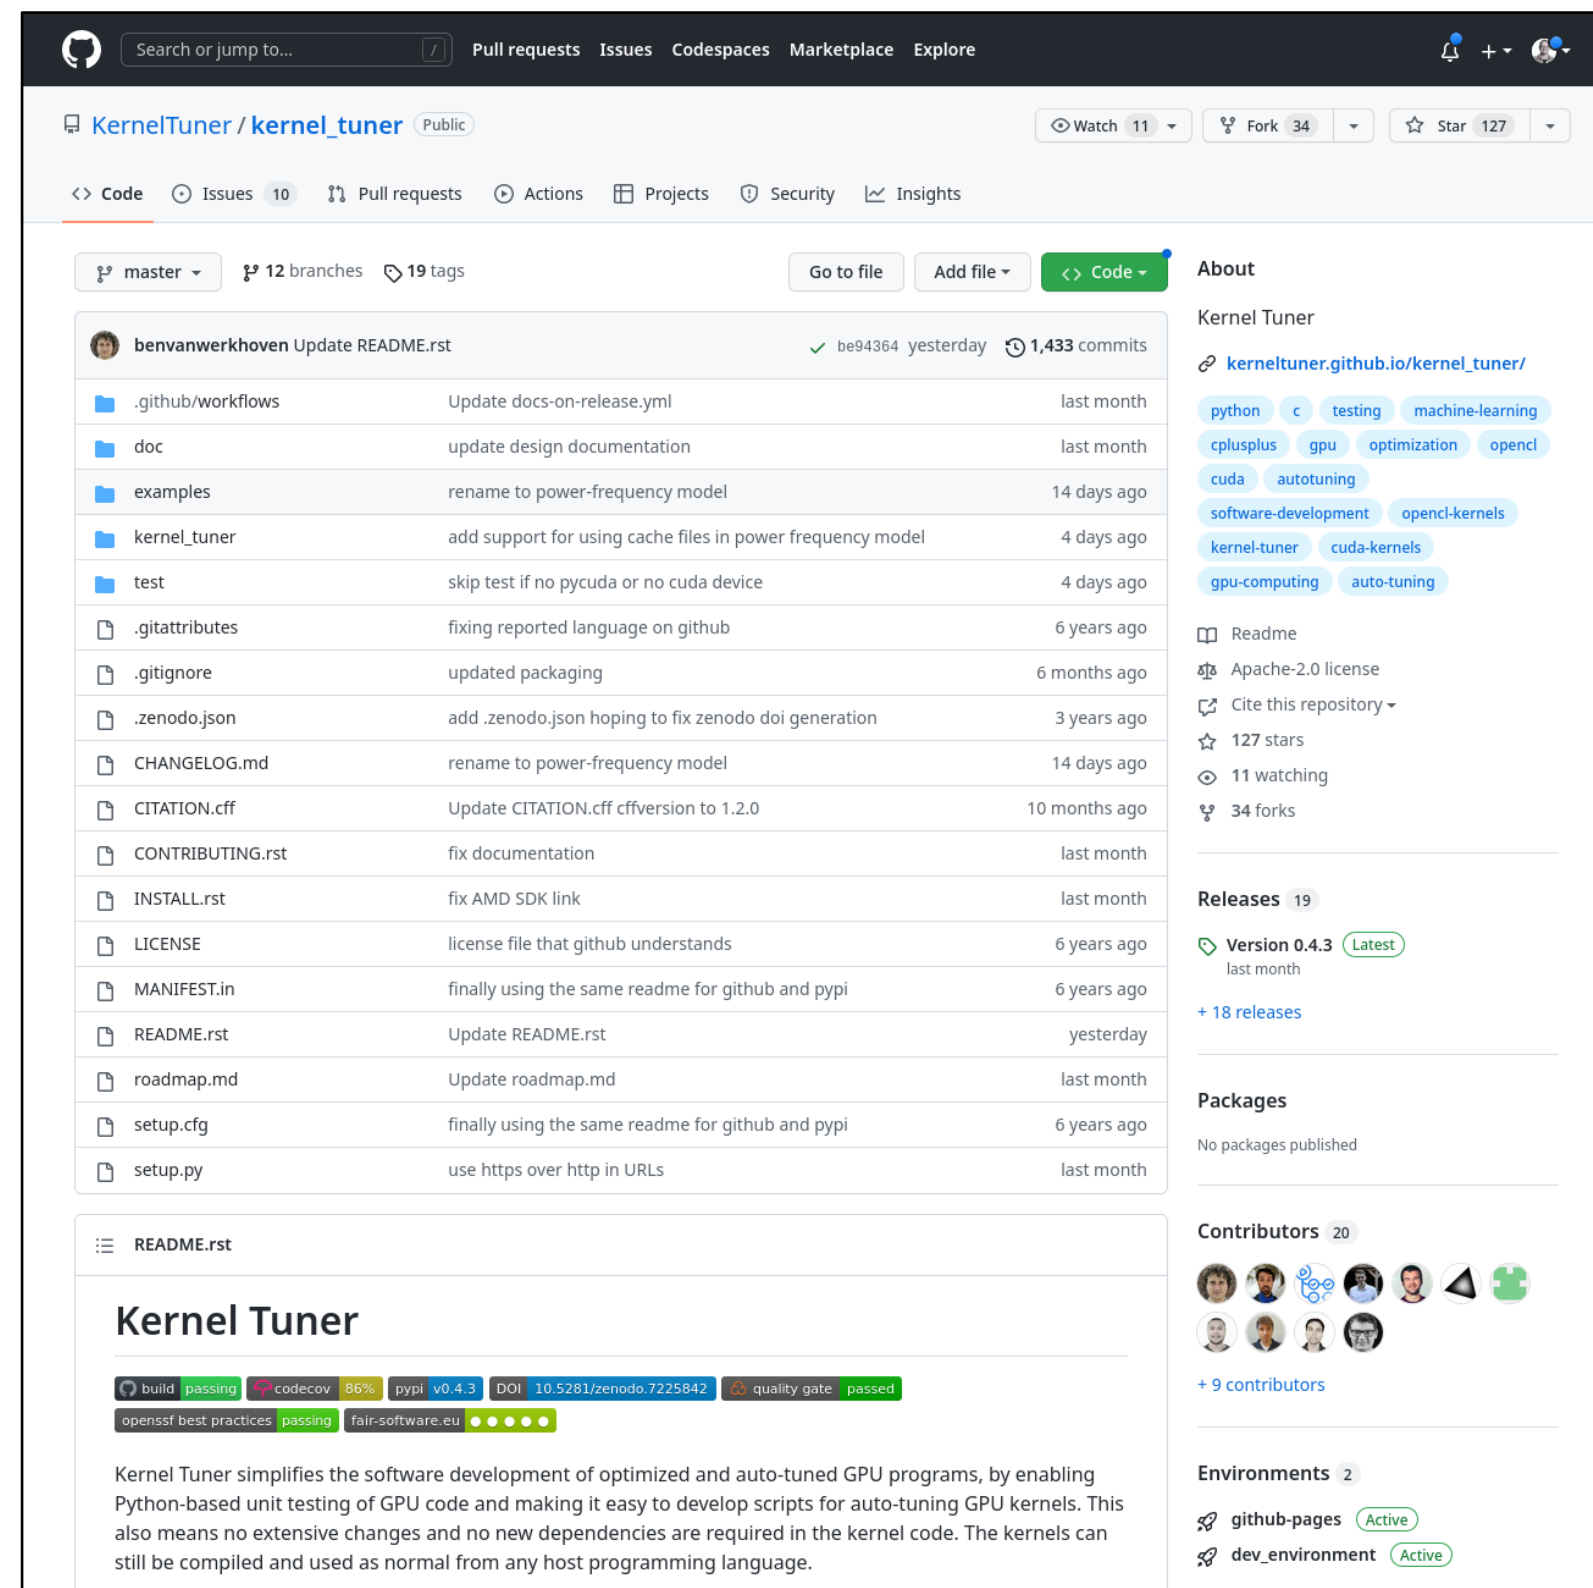 Search or jump to... / Pull requests Issues Codespaces Marketplace Explore
KernelTuner / kernel_tuner Public Watch 11 Fork 34 Star 127
Code Issues 10 Pull requests Actions Projects Security Insights
master 12 branches 19 tags Go to file Add file Code
benvanwerkhoven Update README.rst be94364 yesterday 1,433 commits
.github/workflows Update docs-on-release.yml last month
doc update design documentation last month
examples rename to power-frequency model 14 days ago
kernel_tuner add support for using cache files in power frequency model 4 days ago
test skip test if no pycuda or no cuda device 4 days ago
.gitattributes fixing reported language on github 6 years ago
.gitignore updated packaging 6 months ago
.zenodo.json add .zenodo.json hoping to fix zenodo doi generation 3 years ago
CHANGELOG.md rename to power-frequency model 14 days ago
CITATION.cff Update CITATION.cff cffversion to 1.2.0 10 months ago
CONTRIBUTING.rst fix documentation last month
INSTALL.rst fix AMD SDK link last month
LICENSE license file that github understands 6 years ago
MANIFEST.in finally using the same readme for github and pypi 6 years ago
README.rst Update README.rst yesterday
roadmap.md Update roadmap.md last month
setup.cfg finally using the same readme for github and pypi 6 years ago
setup.py use https over http in URLs last month
README.rst
Kernel Tuner
build passing codecov 86% pypi v0.4.3 DOI 10.5281/zenodo.7225842 quality gate passed
openssf best practices passing fair-software.eu
Kernel Tuner simplifies the software development of optimized and auto-tuned GPU programs, by enabling
Python-based unit testing of GPU code and making it easy to develop scripts for auto-tuning GPU kernels. This
also means no extensive changes and no new dependencies are required in the kernel code. The kernels can
still be compiled and used as normal from any host programming language.
About
Kernel Tuner
kerneltuner.github.io/kernel_tuner/
python c testing machine-learning
cplusplus gpu optimization opencl
cuda autotuning
software-development opencl-kernels
kernel-tuner cuda-kernels
gpu-computing auto-tuning
Readme
Apache-2.0 license
Cite this repository
127 stars
11 watching
34 forks
Releases 19
Version 0.4.3 Latest
last month
+ 18 releases
Packages
No packages published
Contributors 20
+ 9 contributors
Environments 2
github-pages Active
dev_environment Active